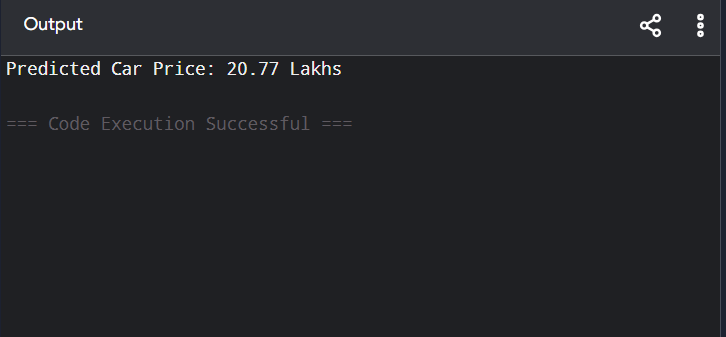 Output
Predicted Car Price: 20.77 Lakhs
=== Code Execution Successful ===